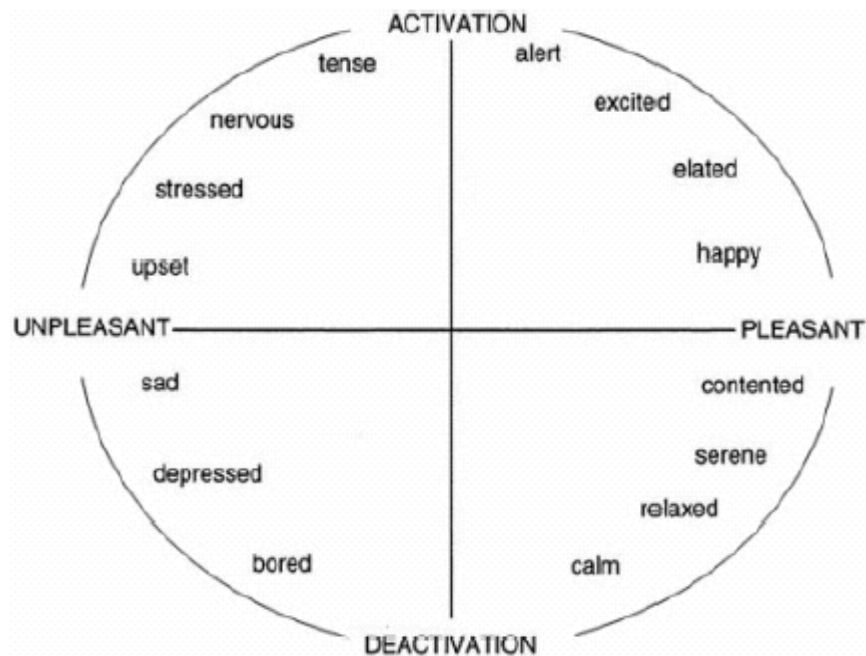 ACTIVATION
tense
alert
nervous
excited
stressed
elated
upset
happy
UNPLEASANT
PLEASANT
sad
contented
depressed
serene
relaxed
bored
calm
DEACTIVATION